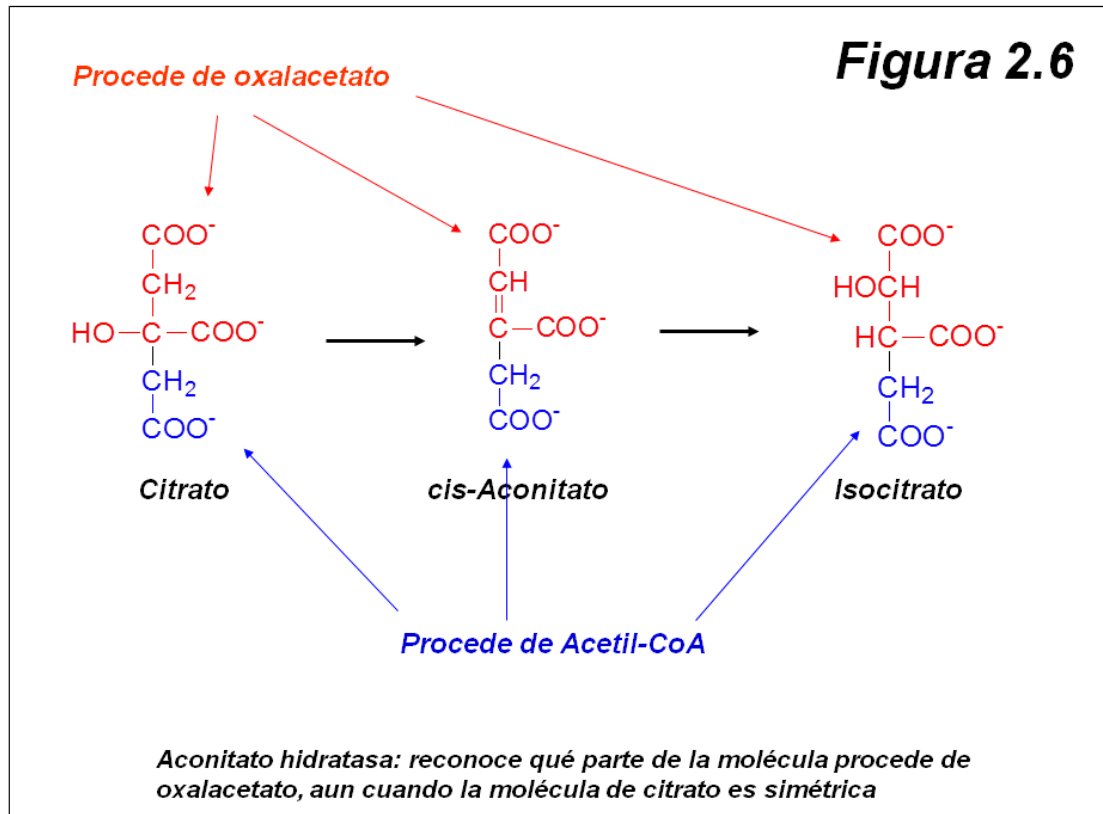 Figura 2.6
Procede de oxalacetato
COO⁻ COO⁻ COO⁻
CH₂ CH HOCH
HO COO⁻ C COO⁻ HC COO⁻
C
CH₂ CH₂ CH₂
COO⁻ COO⁻ COO⁻
Citrato cis-Aconitato Isocitrato
Procede de Acetil-CoA
Aconitato hidratasa: reconoce qué parte de la molécula procede de
oxalacetato, aun cuando la molécula de citrato es simétrica